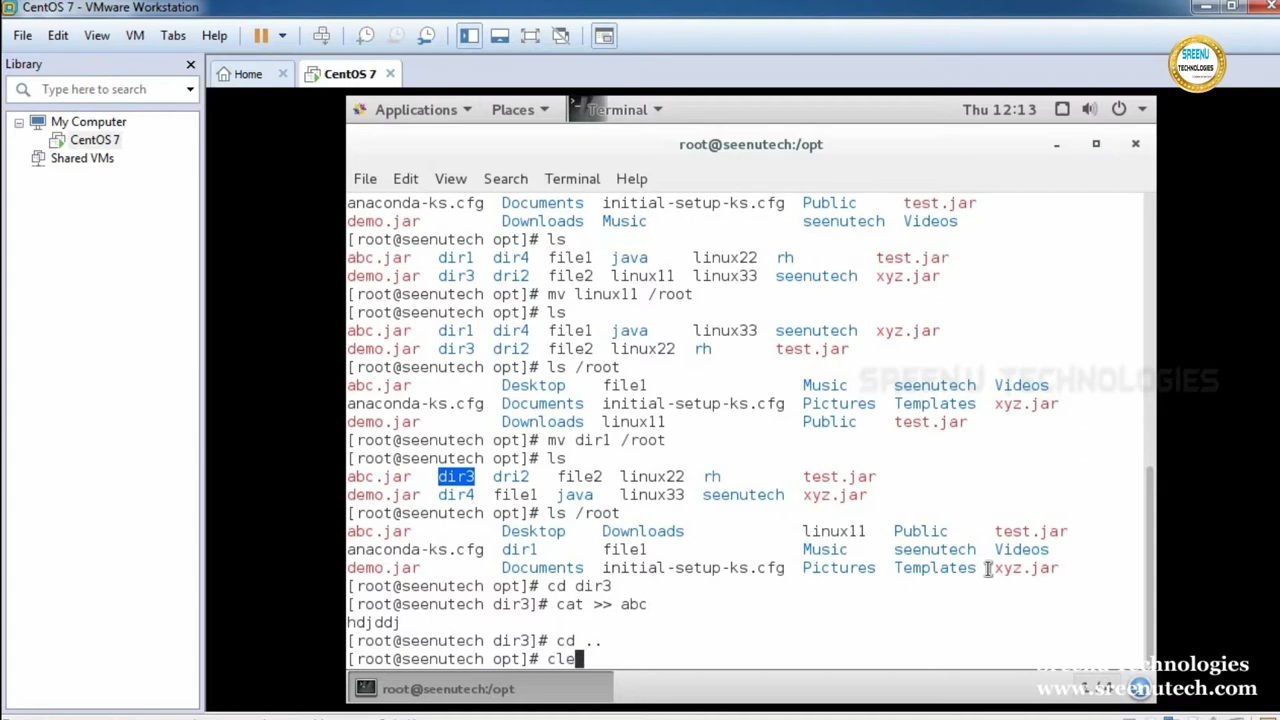 CentOS 7 - VMware Workstation
File Edit View VM Tabs Help
Library
Home CentOS 7
Type here to search
My Computer
CentOS 7
Shared VMs
SREENU
TECHNOLOGIES
Applications Places Terminal Thu 12:13
root@seenutech:/opt
File Edit View Search Terminal Help
anaconda-ks.cfg Documents initial-setup-ks.cfg Public test.jar
demo.jar Downloads Music seenutech Videos
[root@seenutech opt]# ls
abc.jar dir1 dir4 file1 java linux22 rh test.jar
demo.jar dir3 dri2 file2 linux11 linux33 seenutech xyz.jar
[root@seenutech opt]# mv linux11 /root
[root@seenutech opt]# ls
abc.jar dir1 dir4 file1 java linux33 seenutech xyz.jar
demo.jar dir3 dri2 file2 linux22 rh test.jar
[root@seenutech opt]# ls /root
abc.jar Desktop file1 Music seenutech Videos
anaconda-ks.cfg Documents initial-setup-ks.cfg Pictures Templates xyz.jar
demo.jar Downloads linux11 Public test.jar
[root@seenutech opt]# mv dir1 /root
[root@seenutech opt]# ls
abc.jar dir3 dri2 file2 linux22 rh test.jar
demo.jar dir4 file1 java linux33 seenutech xyz.jar
[root@seenutech opt]# ls /root
abc.jar Desktop Downloads linux11 Public test.jar
anaconda-ks.cfg dir1 file1 Music seenutech Videos
demo.jar Documents initial-setup-ks.cfg Pictures Templates xyz.jar
[root@seenutech opt]# cd dir3
[root@seenutech dir3]# cat >> abc
hdjddj
[root@seenutech dir3]# cd ..
[root@seenutech opt]# cle
SREENU TECHNOLOGIES
root@seenutech:/opt
Sreenu Technologies
www.sreenutech.com